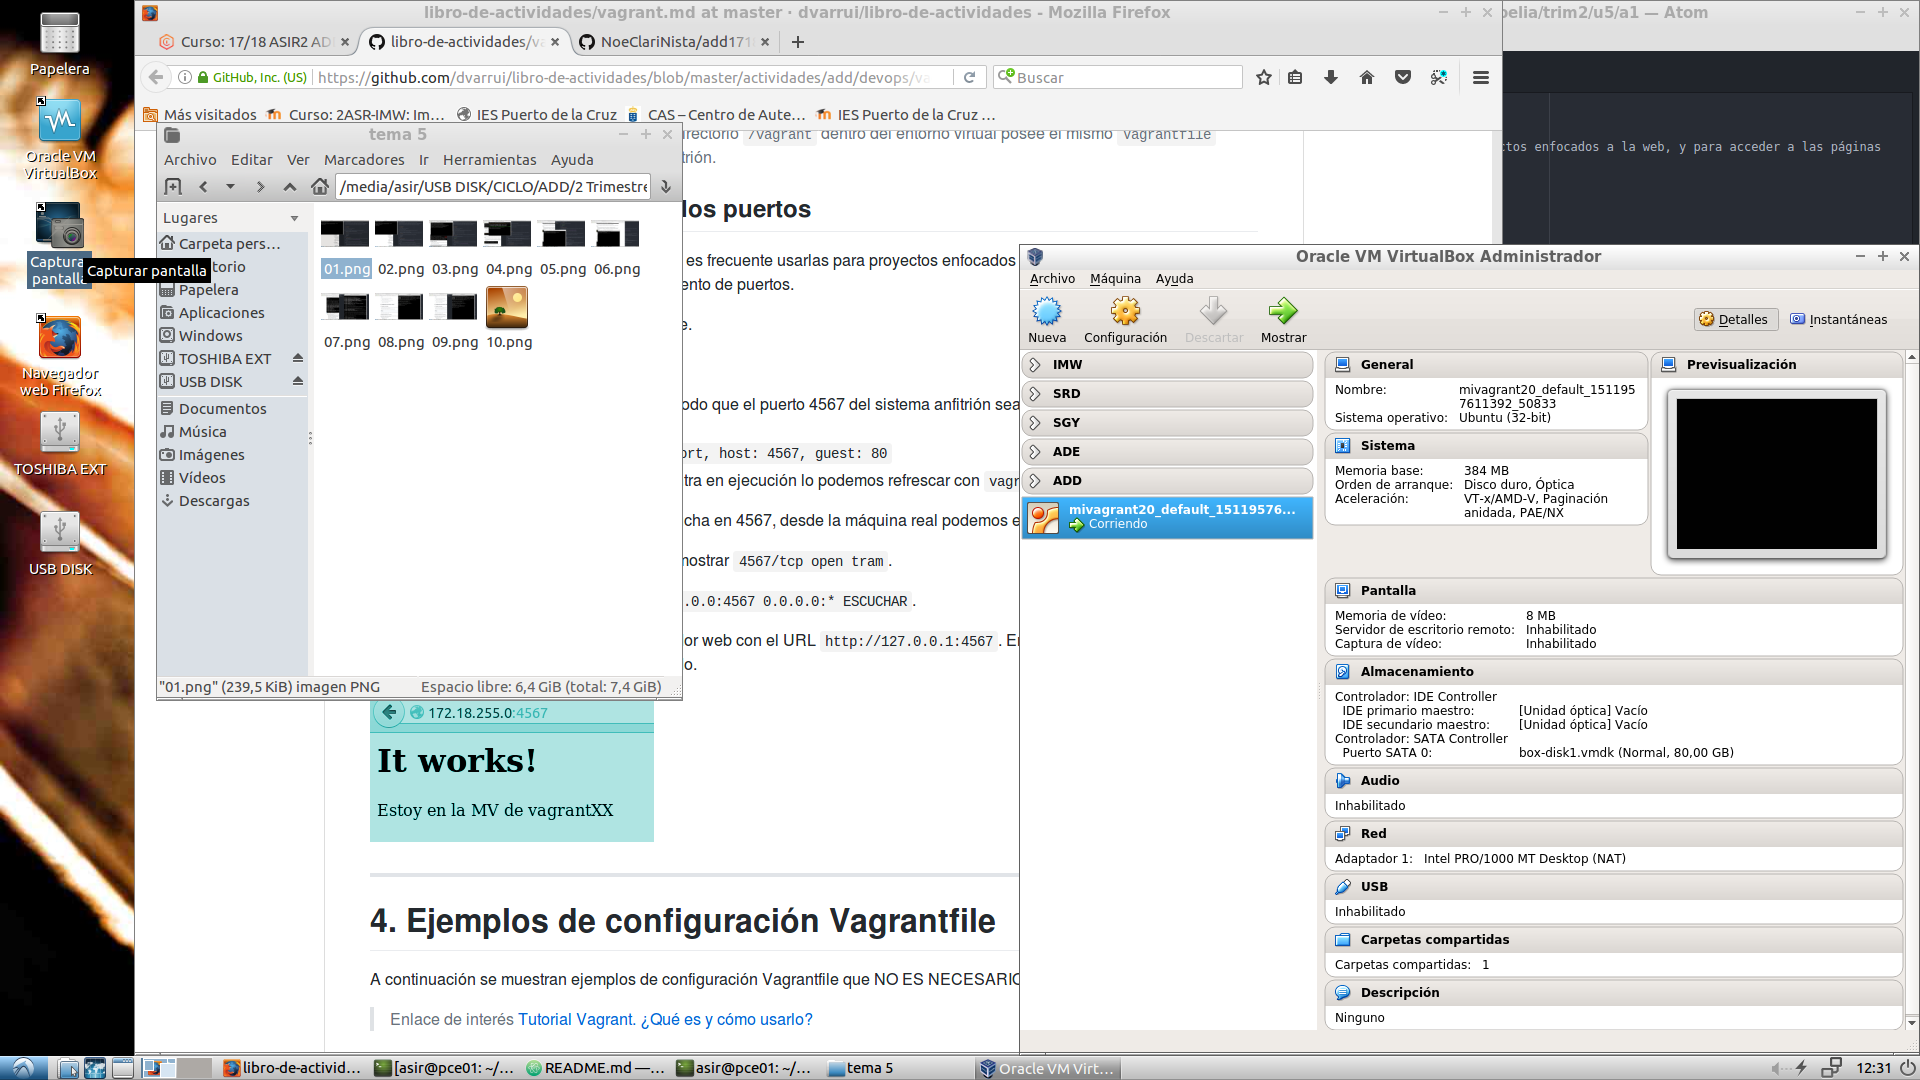 Papelera
Oracle VM
VirtualBox
Captura
pantalla
Capturar pantalla
Navegador
web Firefox
TOSHIBA EXT
USB DISK
libro-de-actividades/vagrant.md at master · dvarrui/libro-de-actividades - Mozilla Firefox
Curso: 17/18 ASIR2 AD
libro-de-actividades/va
NoeClariNista/add171
GitHub, Inc. (US)
https://github.com/dvarrui/libro-de-actividades/blob/master/actividades/add/devops/va
Buscar
Más visitados
Curso: 2ASR-IMW: Im...
IES Puerto de la Cruz
CAS – Centro de Aute...
IES Puerto de la Cruz ...
irectorio /vagrant dentro del entorno virtual posee el mismo Vagrantfile
trión.
los puertos
es frecuente usarlas para proyectos enfocados
ento de puertos.
e.
odo que el puerto 4567 del sistema anfitrión sea
ort, host: 4567, guest: 80
tra en ejecución lo podemos refrescar con vagr
cha en 4567, desde la máquina real podemos e
nostrar 4567/tcp open tram.
.0.0:4567 0.0.0.0:* ESCUCHAR.
or web con el URL http://127.0.0.1:4567. En
o.
172.18.255.0:4567
It works!
Estoy en la MV de vagrantXX
4. Ejemplos de configuración Vagrantfile
A continuación se muestran ejemplos de configuración Vagrantfile que NO ES NECESARIO
Enlace de interés Tutorial Vagrant. ¿Qué es y cómo usarlo?
tema 5
Archivo Editar Ver Marcadores Ir Herramientas Ayuda
/media/asir/USB DISK/CICLO/ADD/2 Trimestre
Lugares
Carpeta pers...
torio
Papelera
Aplicaciones
Windows
TOSHIBA EXT
USB DISK
Documentos
Música
Imágenes
Vídeos
Descargas
01.png 02.png 03.png 04.png 05.png 06.png
07.png 08.png 09.png 10.png
"01.png" (239,5 KiB) imagen PNG
Espacio libre: 6,4 GiB (total: 7,4 GiB)
pelia/trim2/u5/a1 — Atom
ctos enfocados a la web, y para acceder a las páginas
Oracle VM VirtualBox Administrador
Archivo Máquina Ayuda
Nueva Configuración Descartar Mostrar
Detalles Instantáneas
IMW
SRD
SGY
ADE
ADD
mivagrant20_default_15119576...
Corriendo
General
Nombre: mivagrant20_default_151195
7611392_50833
Sistema operativo: Ubuntu (32-bit)
Previsualización
Sistema
Memoria base: 384 MB
Orden de arranque: Disco duro, Óptica
Aceleración: VT-x/AMD-V, Paginación
anidada, PAE/NX
Pantalla
Memoria de vídeo: 8 MB
Servidor de escritorio remoto: Inhabilitado
Captura de vídeo: Inhabilitado
Almacenamiento
Controlador: IDE Controller
IDE primario maestro: [Unidad óptica] Vacío
IDE secundario maestro: [Unidad óptica] Vacío
Controlador: SATA Controller
Puerto SATA 0: box-disk1.vmdk (Normal, 80,00 GB)
Audio
Inhabilitado
Red
Adaptador 1: Intel PRO/1000 MT Desktop (NAT)
USB
Inhabilitado
Carpetas compartidas
Carpetas compartidas: 1
Descripción
Ninguno
libro-de-activid...
[asir@pce01: ~/...
README.md —...
asir@pce01: ~/...
tema 5
Oracle VM Virt...
12:31